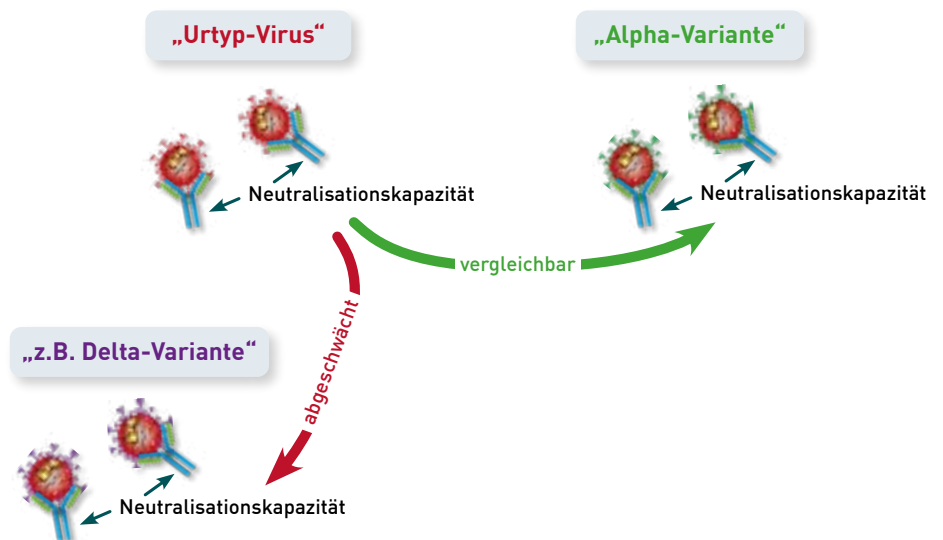 „Urtyp-Virus“
„Alpha-Variante“
Neutralisationskapazität
Neutralisationskapazität
vergleichbar
abgeschwächt
„z.B. Delta-Variante“
Neutralisationskapazität